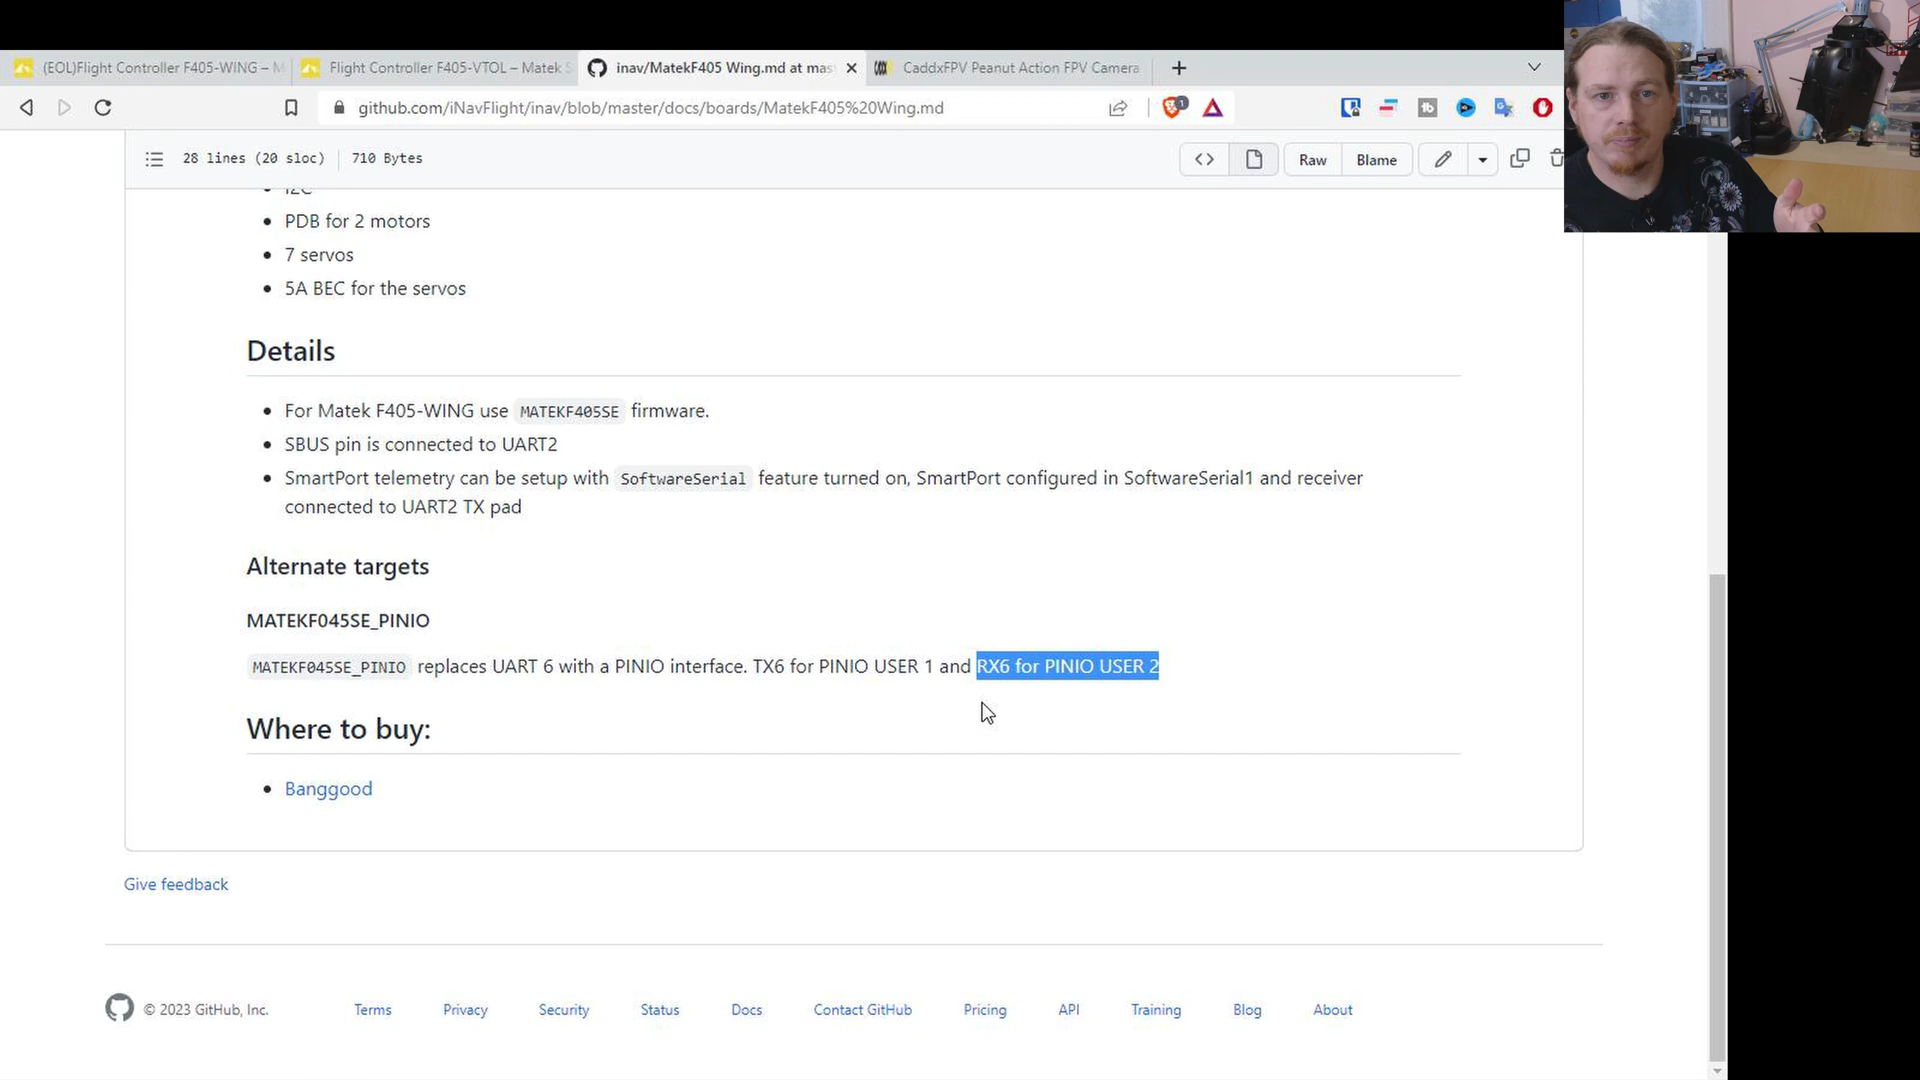 (EOL)Flight Controller F405-WING – M
Flight Controller F405-VTOL – Matek S
inav/MatekF405 Wing.md at mas
CaddxFPV Peanut Action FPV Camera
github.com/iNavFlight/inav/blob/master/docs/boards/MatekF405%20Wing.md
1
28 lines (20 sloc)
710 Bytes
Raw
Blame
I2C
PDB for 2 motors
7 servos
5A BEC for the servos
Details
For Matek F405-WING use MATEKF405SE firmware.
SBUS pin is connected to UART2
SmartPort telemetry can be setup with SoftwareSerial feature turned on, SmartPort configured in SoftwareSerial1 and receiver
connected to UART2 TX pad
Alternate targets
MATEKF045SE_PINIO
MATEKF045SE_PINIO replaces UART 6 with a PINIO interface. TX6 for PINIO USER 1 and RX6 for PINIO USER 2
Where to buy:
Banggood
Give feedback
© 2023 GitHub, Inc.
Terms
Privacy
Security
Status
Docs
Contact GitHub
Pricing
API
Training
Blog
About